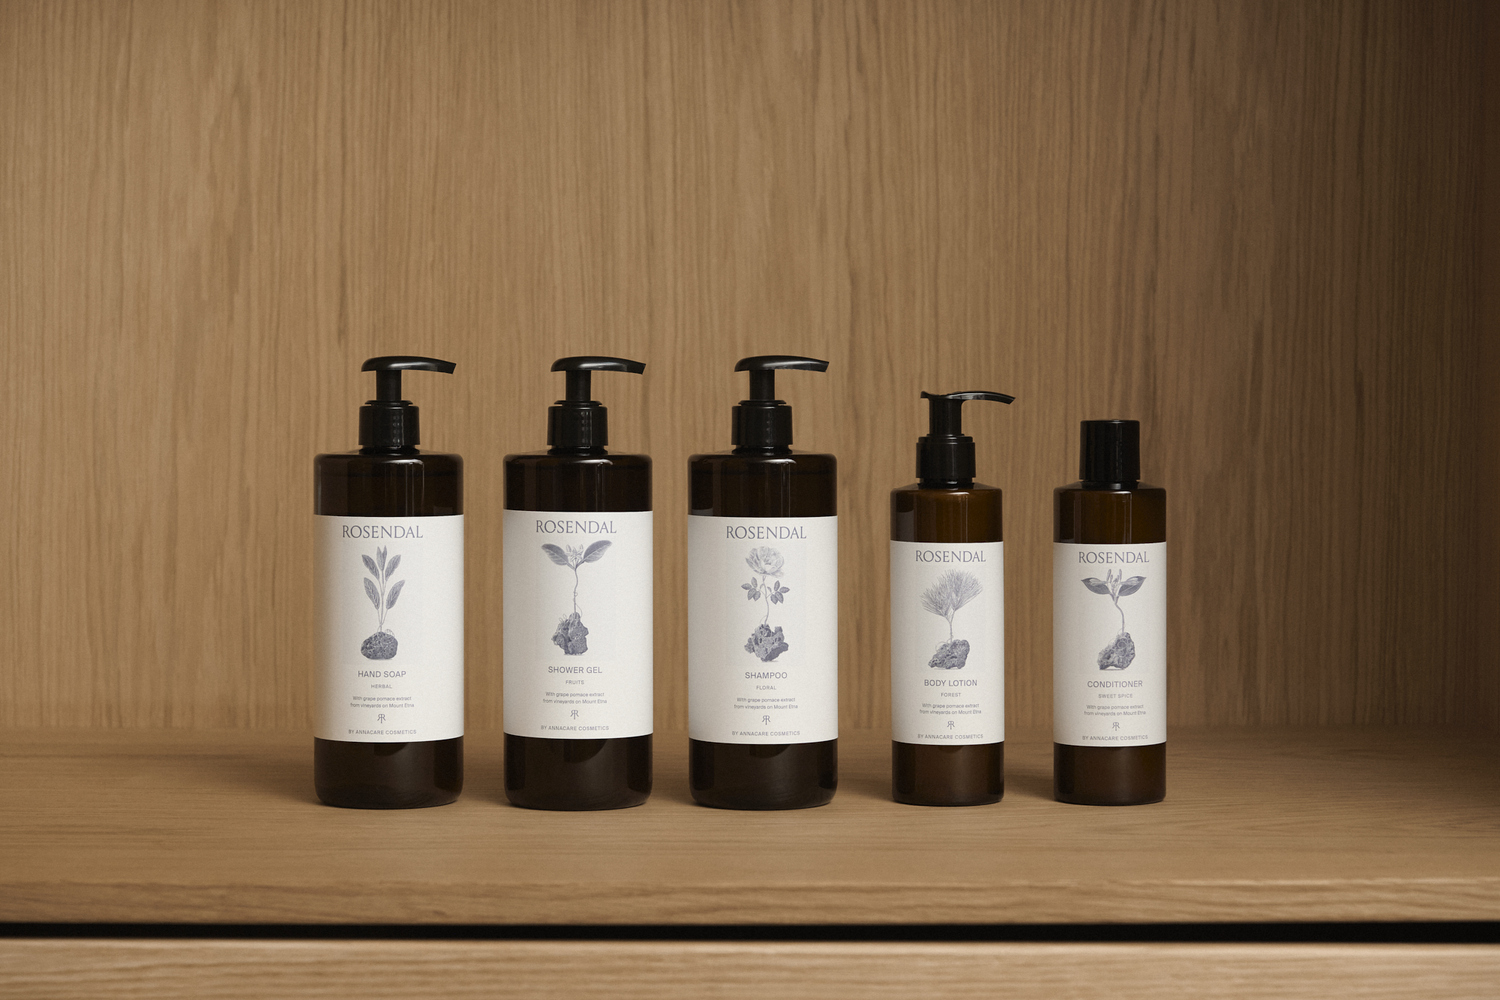 ROSENDAL
HAND SOAP
HERBAL
With grape pomace extract
from vineyards on Mount Etna
BY ANNACARE COSMETICS
ROSENDAL
SHOWER GEL
FRUITS
With grape pomace extract
from vineyards on Mount Etna
BY ANNACARE COSMETICS
ROSENDAL
SHAMPOO
FLORAL
With grape pomace extract
from vineyards on Mount Etna
BY ANNACARE COSMETICS
ROSENDAL
BODY LOTION
FOREST
With grape pomace extract
from vineyards on Mount Etna
BY ANNACARE COSMETICS
ROSENDAL
CONDITIONER
SWEET SPICE
With grape pomace extract
from vineyards on Mount Etna
BY ANNACARE COSMETICS